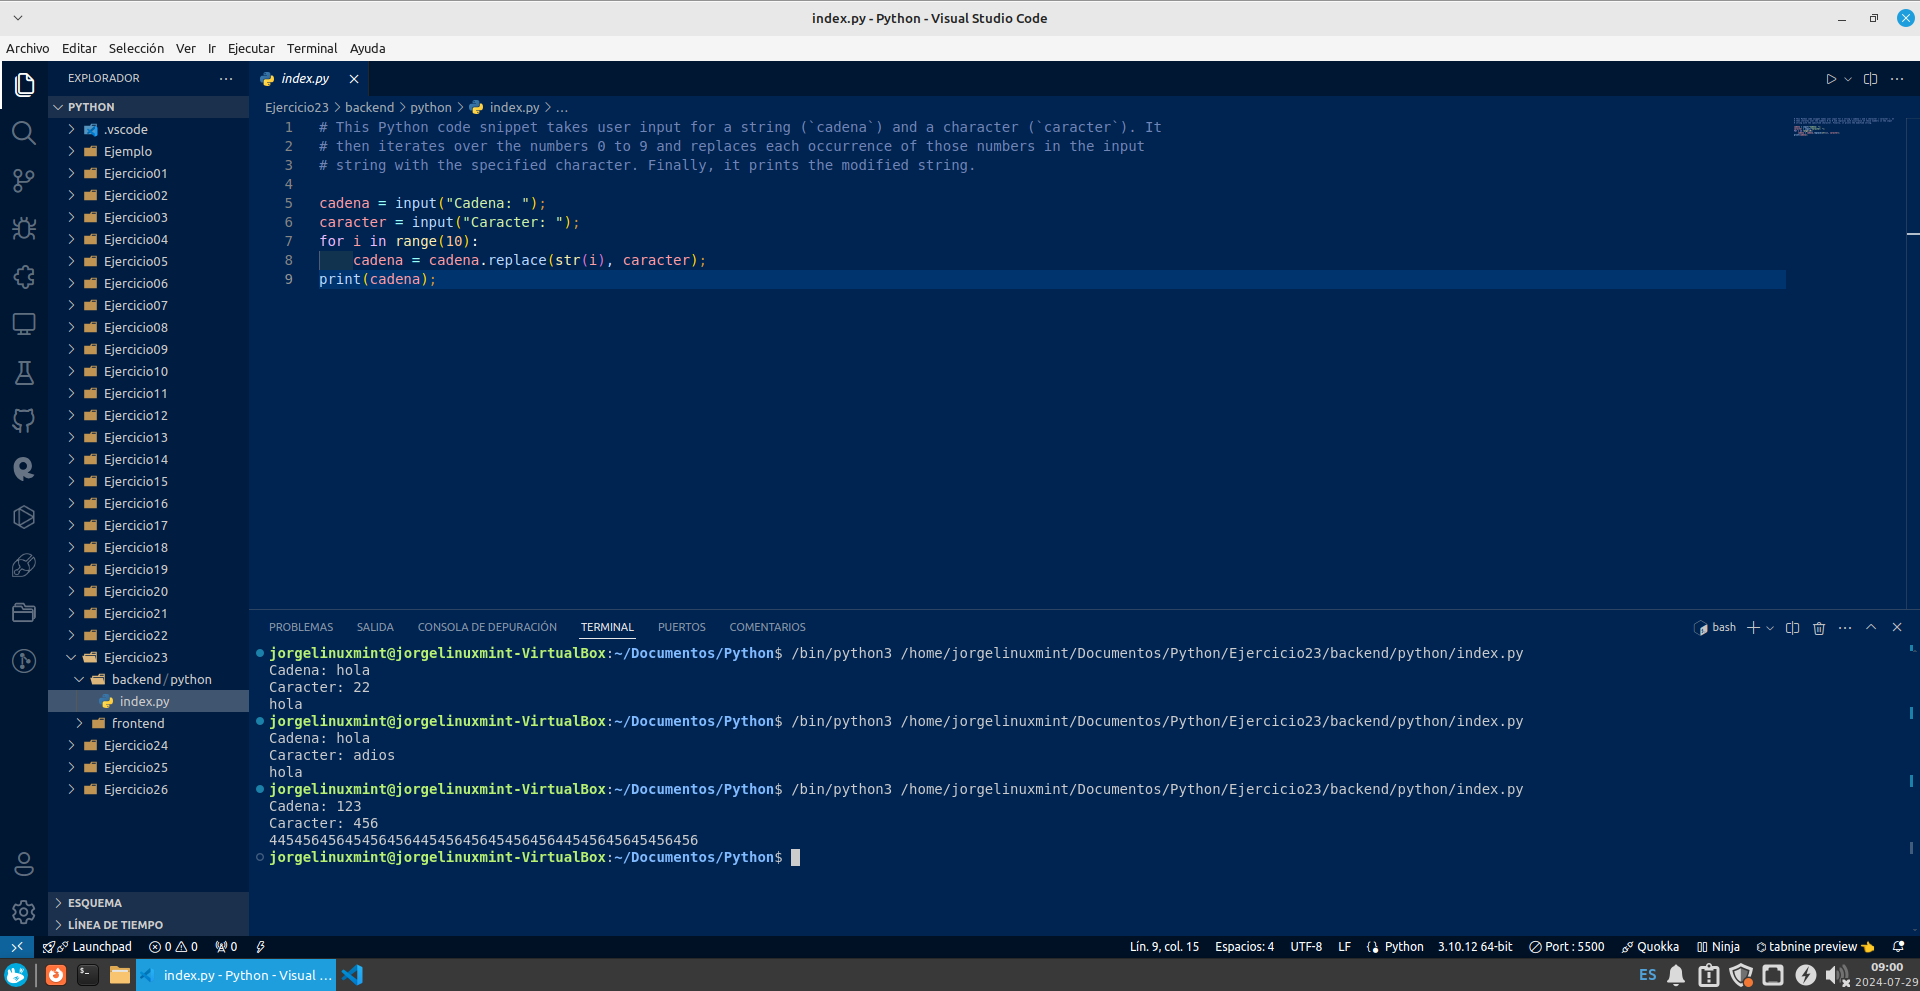 index.py - Python - Visual Studio Code
Archivo Editar Selección Ver Ir Ejecutar Terminal Ayuda
EXPLORADOR
PYTHON
.vscode
Ejemplo
Ejercicio01
Ejercicio02
Ejercicio03
Ejercicio04
Ejercicio05
Ejercicio06
Ejercicio07
Ejercicio08
Ejercicio09
Ejercicio10
Ejercicio11
Ejercicio12
Ejercicio13
Ejercicio14
Ejercicio15
Ejercicio16
Ejercicio17
Ejercicio18
Ejercicio19
Ejercicio20
Ejercicio21
Ejercicio22
Ejercicio23
backend/python
index.py
frontend
Ejercicio24
Ejercicio25
Ejercicio26
ESQUEMA
LÍNEA DE TIEMPO
index.py
Ejercicio23 > backend > python > index.py > ...
1 # This Python code snippet takes user input for a string (`cadena`) and a character (`caracter`). It
2 # then iterates over the numbers 0 to 9 and replaces each occurrence of those numbers in the input
3 # string with the specified character. Finally, it prints the modified string.
4
5 cadena = input("Cadena: ");
6 caracter = input("Caracter: ");
7 for i in range(10):
8     cadena = cadena.replace(str(i), caracter);
9 print(cadena);
PROBLEMAS SALIDA CONSOLA DE DEPURACIÓN TERMINAL PUERTOS COMENTARIOS
bash
jorgelinuxmint@jorgelinuxmint-VirtualBox:~/Documentos/Python$ /bin/python3 /home/jorgelinuxmint/Documentos/Python/Ejercicio23/backend/python/index.py
Cadena: hola
Caracter: 22
hola
jorgelinuxmint@jorgelinuxmint-VirtualBox:~/Documentos/Python$ /bin/python3 /home/jorgelinuxmint/Documentos/Python/Ejercicio23/backend/python/index.py
Cadena: hola
Caracter: adios
hola
jorgelinuxmint@jorgelinuxmint-VirtualBox:~/Documentos/Python$ /bin/python3 /home/jorgelinuxmint/Documentos/Python/Ejercicio23/backend/python/index.py
Cadena: 123
Caracter: 456
445456456454564564454564564545645644545645645456456
jorgelinuxmint@jorgelinuxmint-VirtualBox:~/Documentos/Python$
Launchpad 0 0 0 Lín. 9, col. 15 Espacios: 4 UTF-8 LF Python 3.10.12 64-bit Port : 5500 Quokka Ninja tabnine preview
index.py - Python - Visual ... ES 09:00
2024-07-29